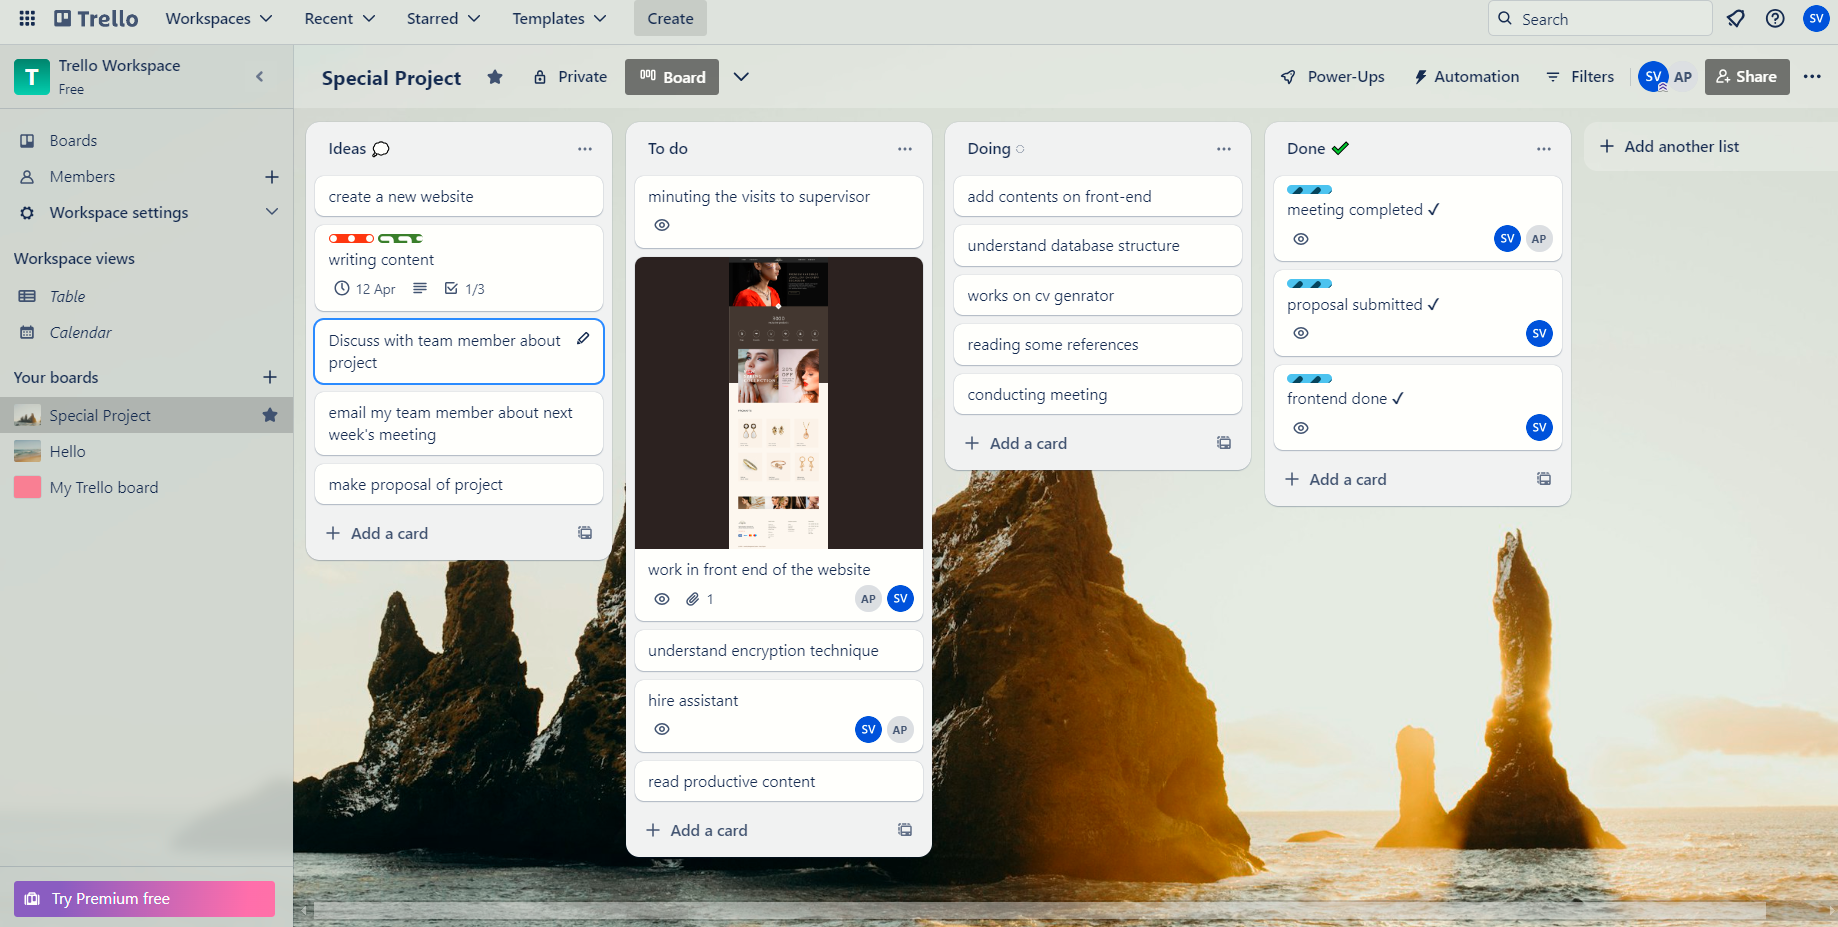 Trello
Workspaces
Recent
Starred
Templates
Create
Search
SV
T
Trello Workspace
Free
Special Project
Private
Board
Power-Ups
Automation
Filters
SV
AP
Share
Boards
Members
Workspace settings
Workspace views
Table
Calendar
Your boards
Special Project
Hello
My Trello board
Try Premium free
Ideas
create a new website
writing content
12 Apr
1/3
Discuss with team member about
project
email my team member about next
week's meeting
make proposal of project
Add a card
To do
minuting the visits to supervisor
work in front end of the website
1
AP
SV
understand encryption technique
hire assistant
SV
AP
read productive content
Add a card
Doing
add contents on front-end
understand database structure
works on cv genrator
reading some references
conducting meeting
Add a card
Done
meeting completed ✓
SV
AP
proposal submitted ✓
SV
frontend done ✓
SV
Add a card
Add another list